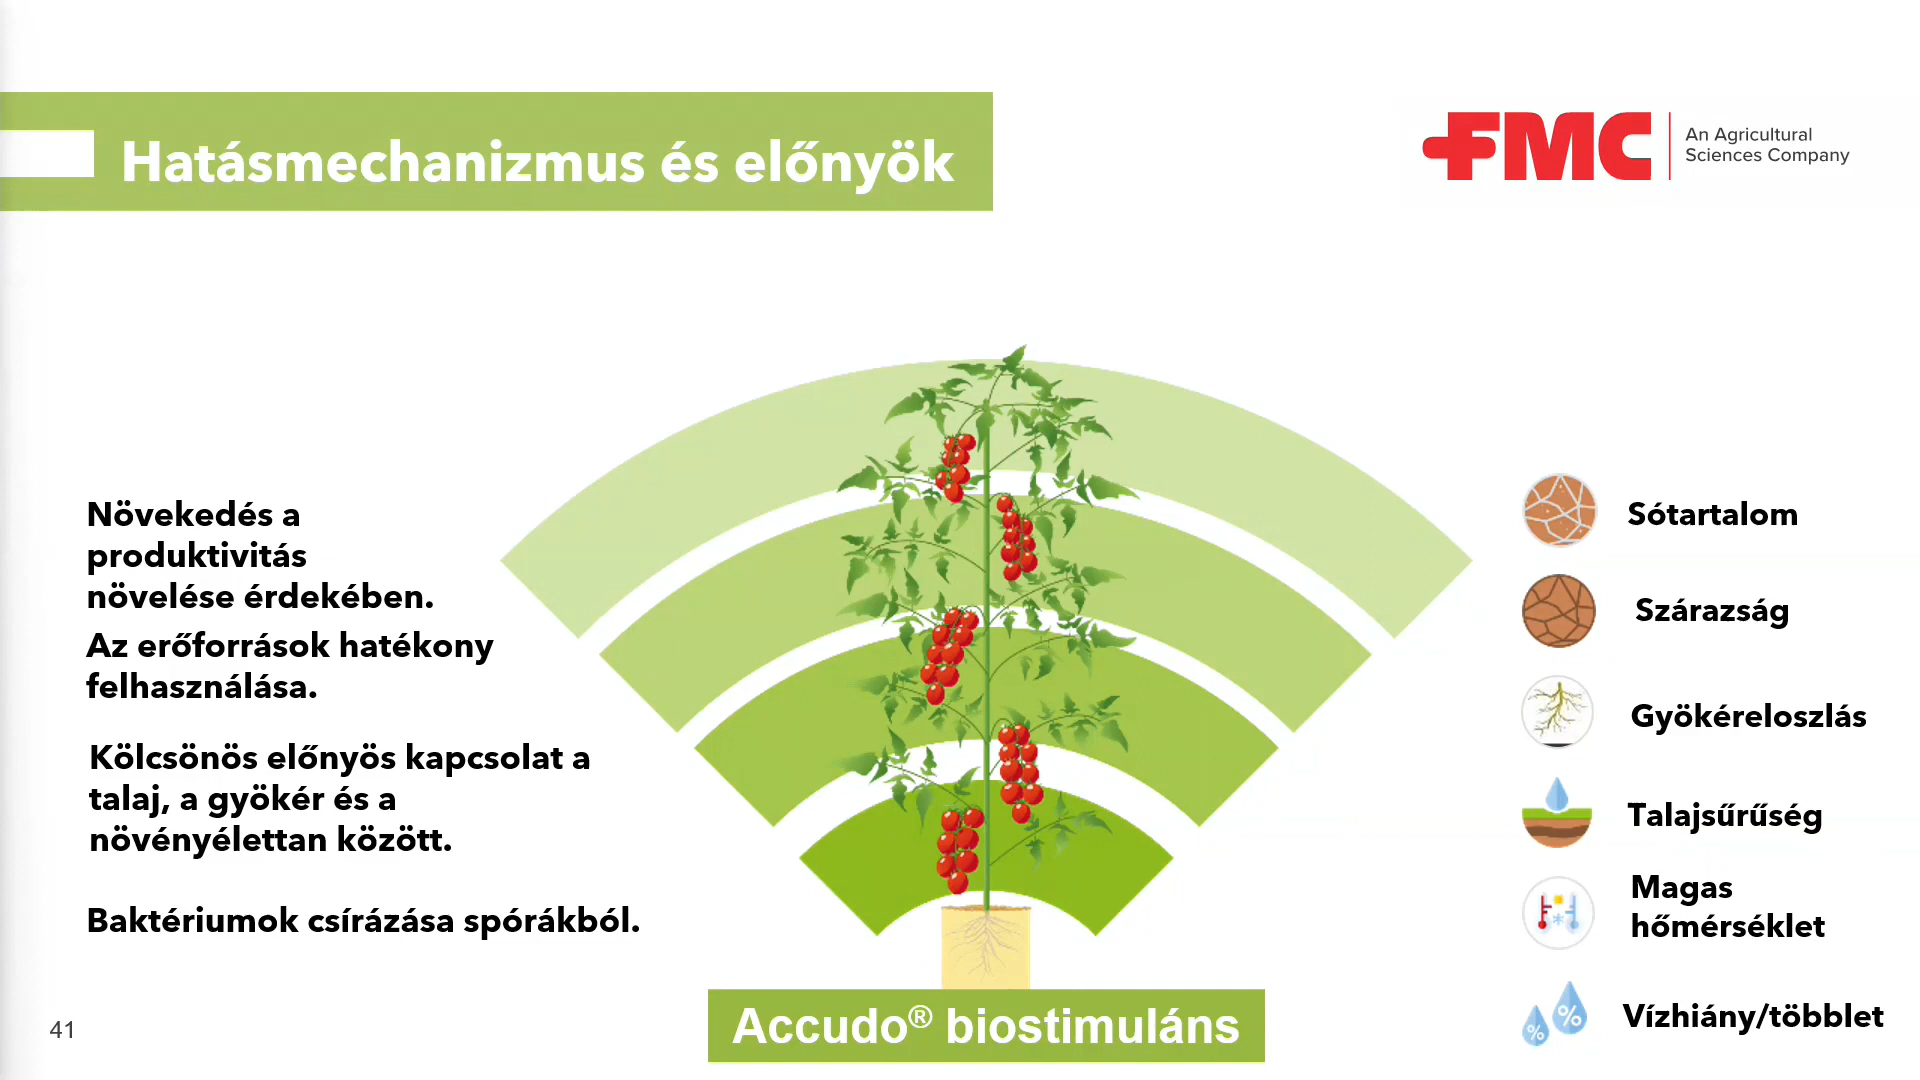 Hatásmechanizmus és előnyök
FMC
An Agricultural
Sciences Company
Növekedés a
produktivitás
növelése érdekében.
Az erőforrások hatékony
felhasználása.
Kölcsönös előnyös kapcsolat a
talaj, a gyökér és a
növényélettan között.
Baktériumok csírázása spórákból.
Sótartalom
Szárazság
Gyökéreloszlás
Talajsűrűség
Magas
hőmérséklet
% %
Vízhiány/többlet
Accudo® biostimuláns
41